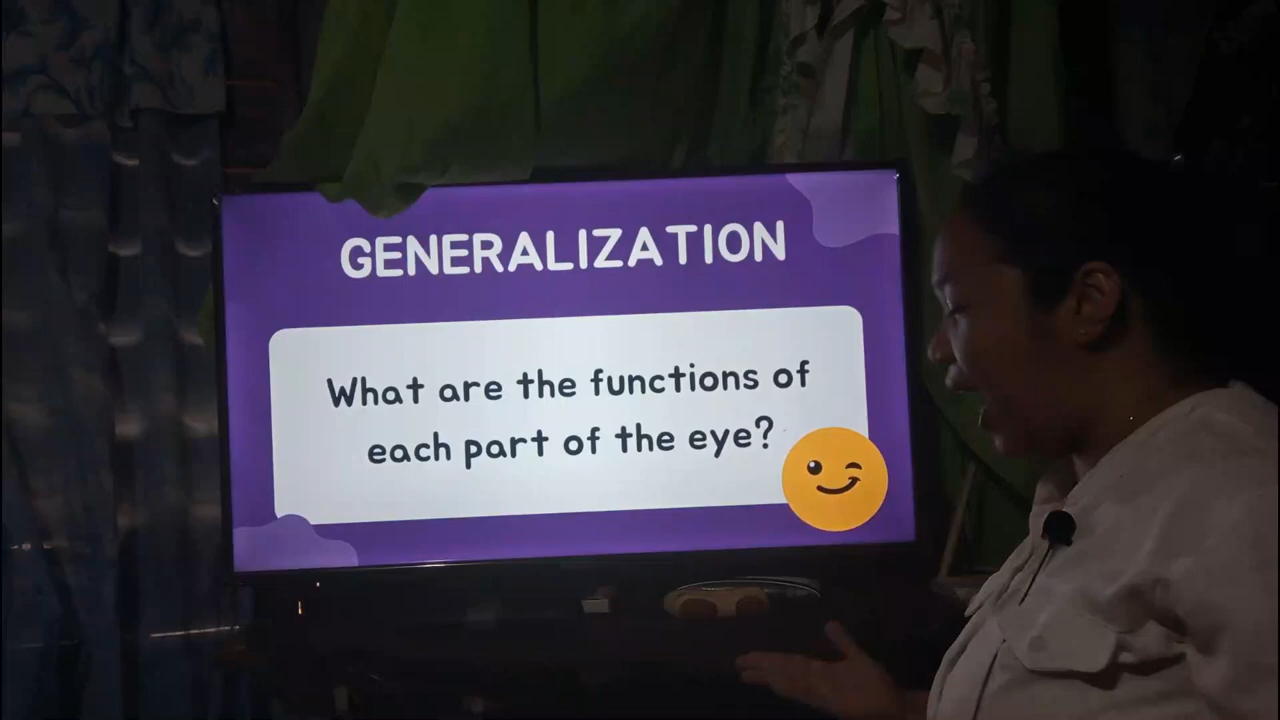 GENERALIZATION
What are the functions of
each part of the eye?